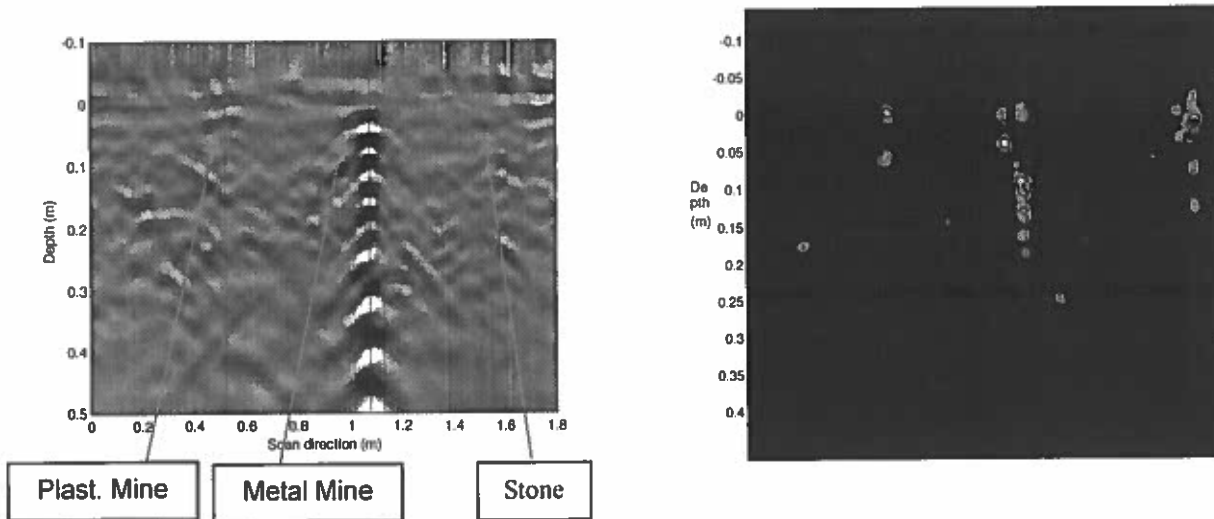 -0.1
0
0.1
0.2
0.3
0.4
0.5
Depth (m)
0 0.2 0.4 0.6 0.8 1 1.2 1.4 1.6 1.8
Scan direction (m)
Plast. Mine
Metal Mine
Stone
-0.1
-0.05
0
0.05
0.1
0.15
0.2
0.25
0.3
0.35
0.4
De
pth
(m)